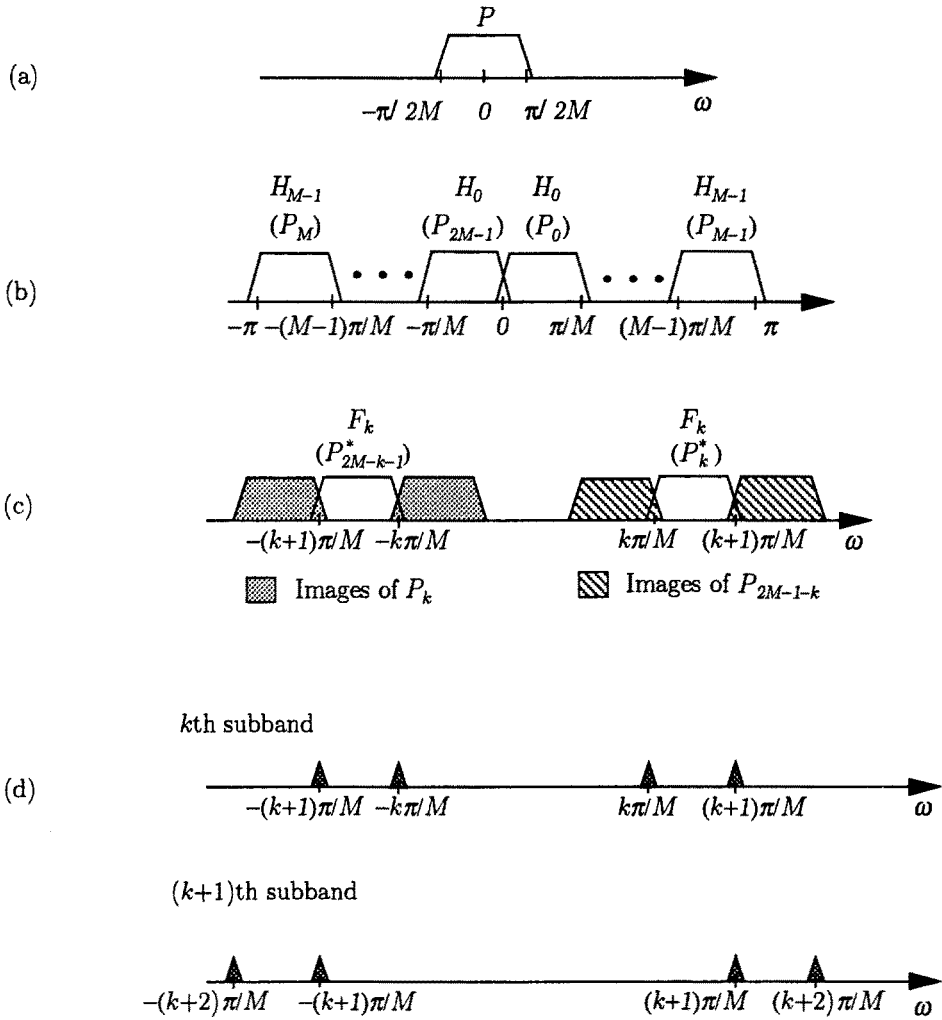 (a)
P
−π/ 2M 0 π/ 2M ω
(b)
H_{M−1} H_0 H_0 H_{M−1}
(P_M) (P_{2M−1}) (P_0) (P_{M−1})
−π −(M−1)π/M −π/M 0 π/M (M−1)π/M π
(c)
F_k F_k
(P*_{2M−k−1}) (P*_k)
−(k+1)π/M −kπ/M kπ/M (k+1)π/M ω
Images of P_k Images of P_{2M−1−k}
kth subband
(d)
−(k+1)π/M −kπ/M kπ/M (k+1)π/M ω
(k+1)th subband
−(k+2)π/M −(k+1)π/M (k+1)π/M (k+2)π/M ω